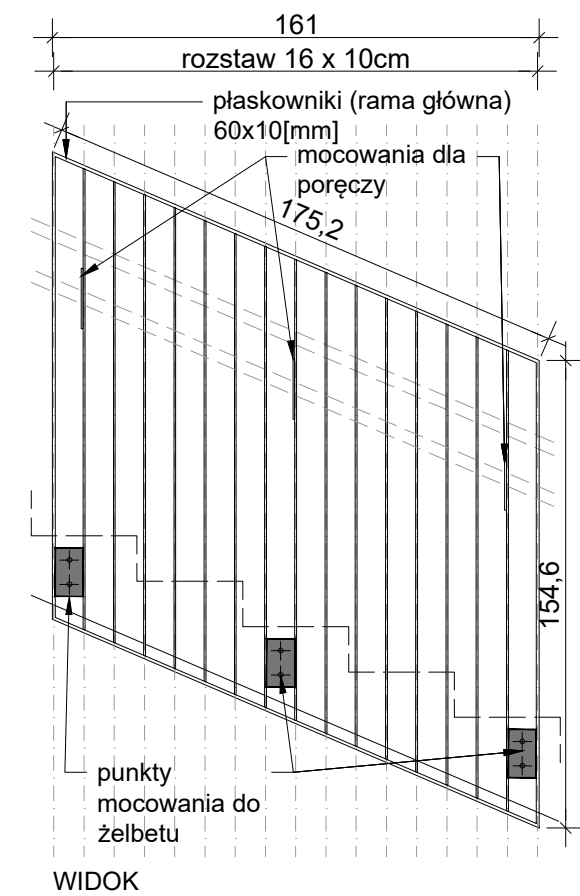 161
rozstaw 16 x 10cm
płaskowniki (rama główna)
60x10[mm]
mocowania dla
poręczy
175,2
154,6
punkty
mocowania do
żelbetu
WIDOK